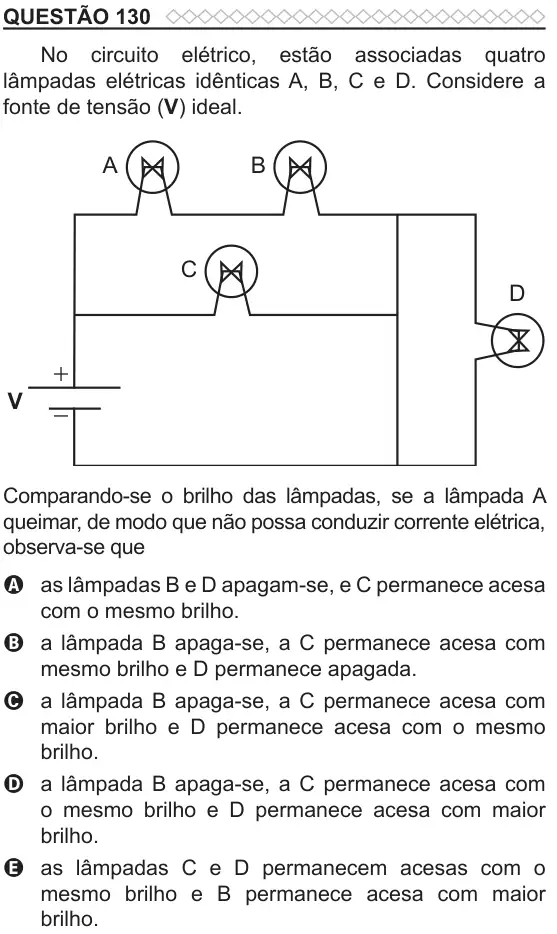 QUESTÃO 130
No circuito elétrico, estão associadas quatro
lâmpadas elétricas idênticas A, B, C e D. Considere a
fonte de tensão (V) ideal.
A
B
C
D
+
V
−
Comparando-se o brilho das lâmpadas, se a lâmpada A
queimar, de modo que não possa conduzir corrente elétrica,
observa-se que
A as lâmpadas B e D apagam-se, e C permanece acesa
com o mesmo brilho.
B a lâmpada B apaga-se, a C permanece acesa com
mesmo brilho e D permanece apagada.
C a lâmpada B apaga-se, a C permanece acesa com
maior brilho e D permanece acesa com o mesmo
brilho.
D a lâmpada B apaga-se, a C permanece acesa com
o mesmo brilho e D permanece acesa com maior
brilho.
E as lâmpadas C e D permanecem acesas com o
mesmo brilho e B permanece acesa com maior
brilho.